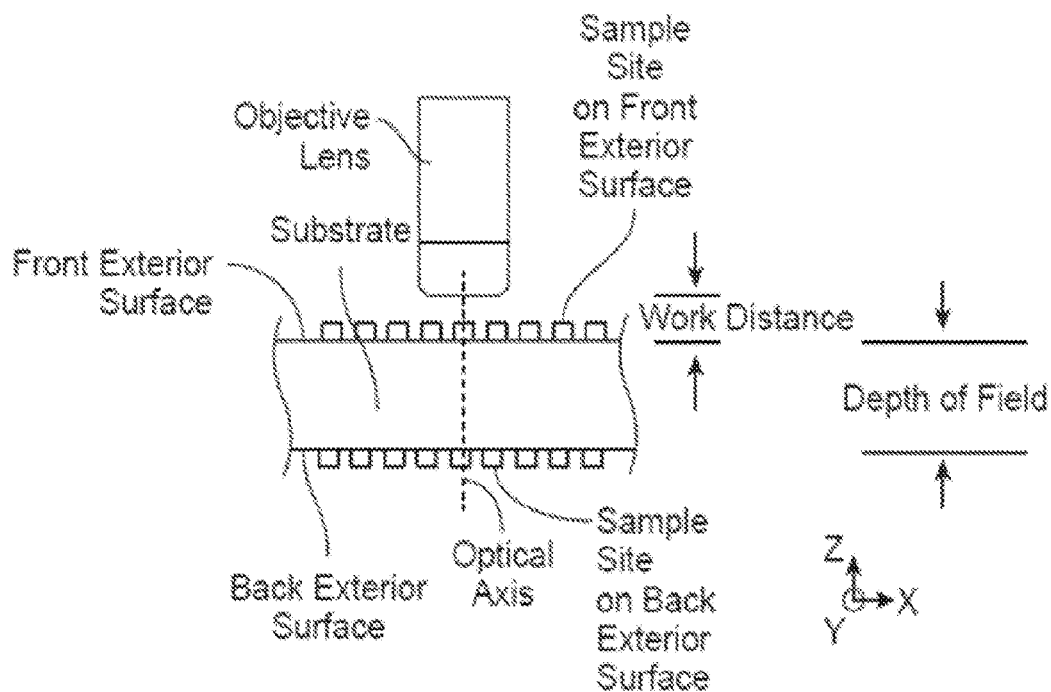 Sample
Site
on Front
Exterior
Surface
Objective
Lens
Substrate
Front Exterior
Surface
Work Distance
Depth of Field
Back Exterior
Surface
Optical
Axis
Sample
Site
on Back
Exterior
Surface
Z
X
Y